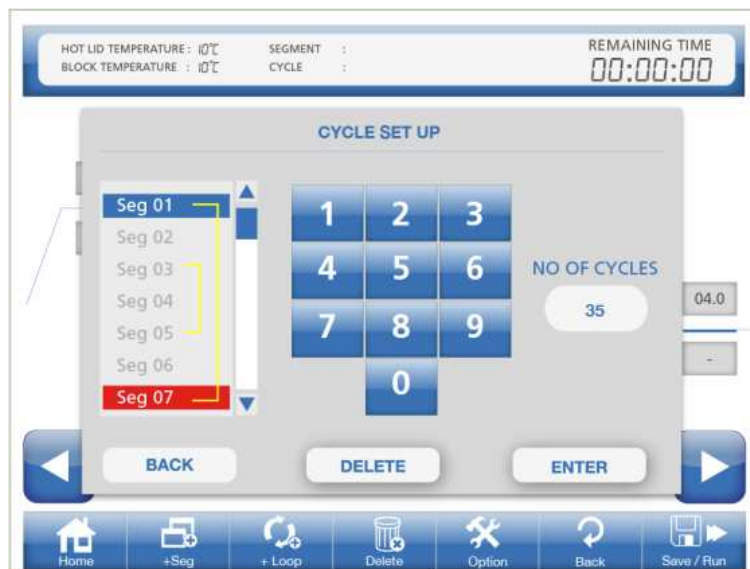 HOT LID TEMPERATURE : 10℃ SEGMENT : REMAINING TIME
BLOCK TEMPERATURE : 10℃ CYCLE : 00:00:00
CYCLE SET UP
Seg 01
Seg 02
Seg 03
Seg 04
Seg 05
Seg 06
Seg 07
1 2 3
4 5 6
7 8 9
0
NO OF CYCLES
35
04.0
-
BACK DELETE ENTER
Home +Seg + Loop Delete Option Back Save / Run